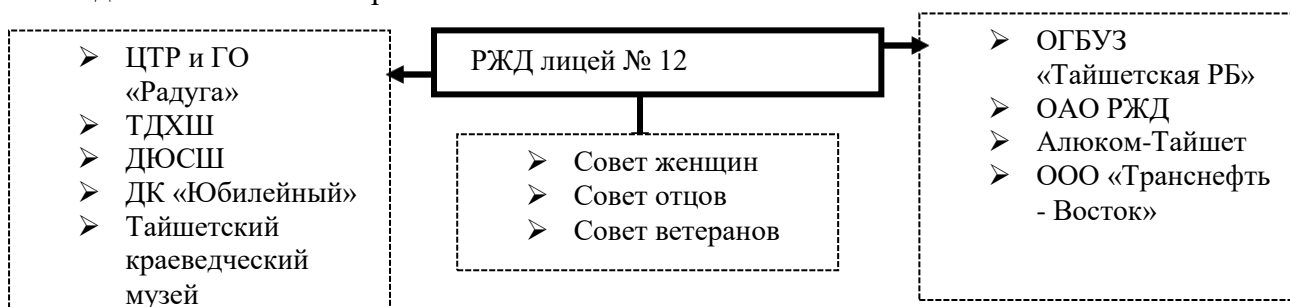 РЖД лицей № 12
➢ ЦТР и ГО
«Радуга»
➢ ТДХШ
➢ ДЮСШ
➢ ДК «Юбилейный»
➢ Тайшетский
краеведческий
музей
➢ Совет женщин
➢ Совет отцов
➢ Совет ветеранов
➢ ОГБУЗ
«Тайшетская РБ»
➢ ОАО РЖД
➢ Алюком-Тайшет
➢ ООО «Транснефть
- Восток»